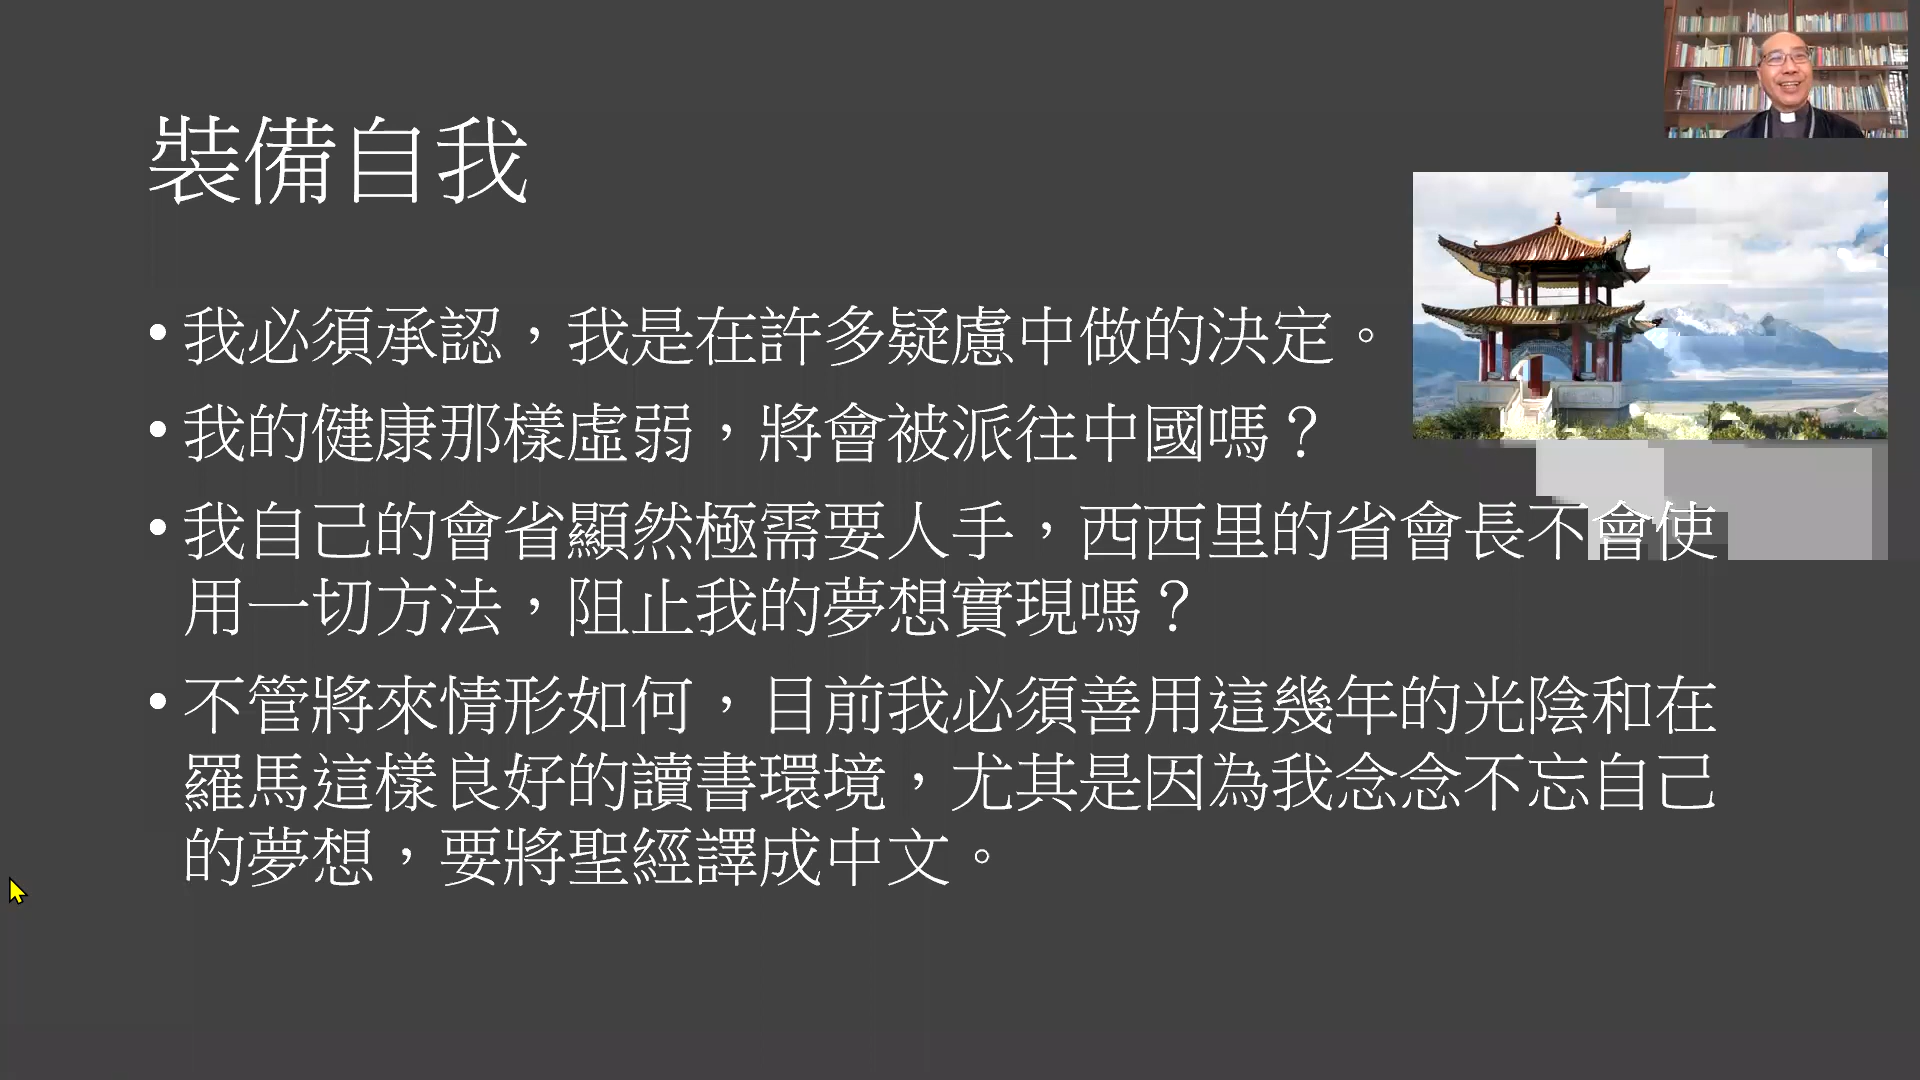 裝備自我
• 我必須承認，我是在許多疑慮中做的決定。
• 我的健康那樣虛弱，將會被派往中國嗎？
• 我自己的會省顯然極需要人手，西西里的省會長不會使
用一切方法，阻止我的夢想實現嗎？
• 不管將來情形如何，目前我必須善用這幾年的光陰和在
羅馬這樣良好的讀書環境，尤其是因為我念念不忘自己
的夢想，要將聖經譯成中文。